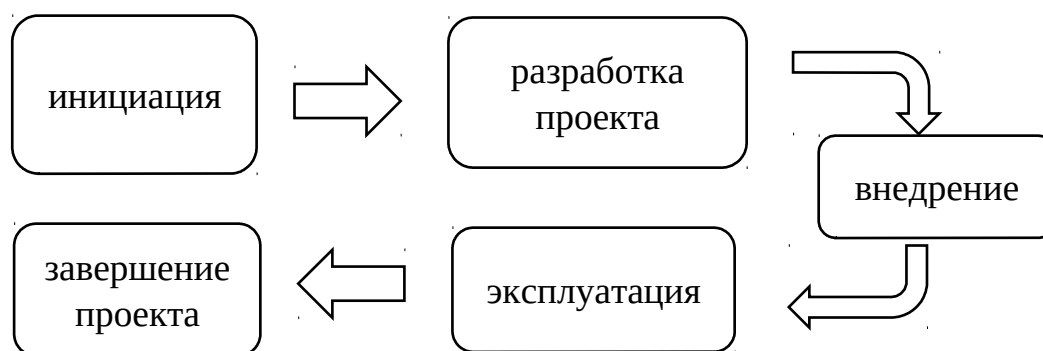 инициация
разработка
проекта
внедрение
эксплуатация
завершение
проекта